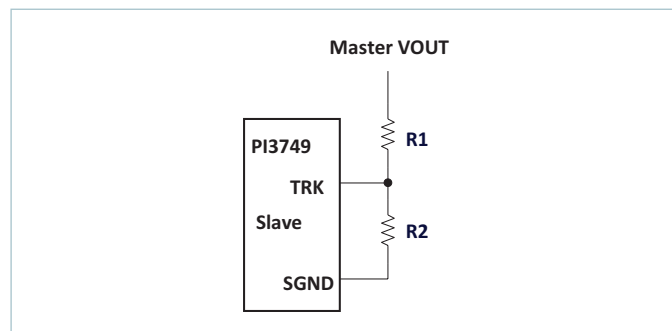 Master VOUT
R1
PI3749
TRK
Slave
R2
SGND